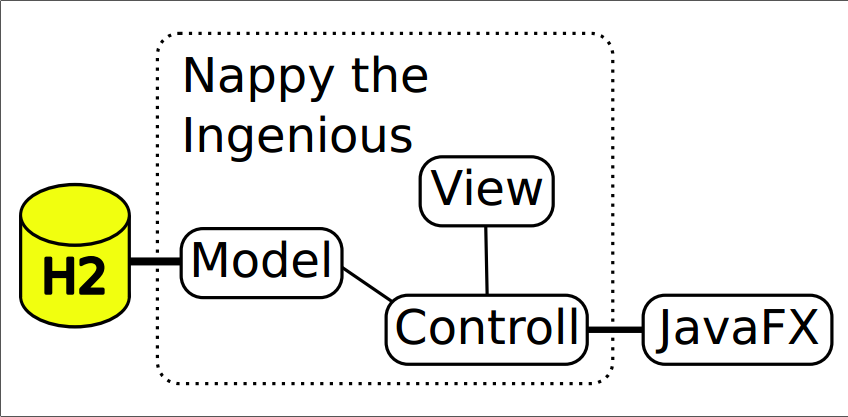 Nappy the
Ingenious
View
Model
H2
Controll
JavaFX